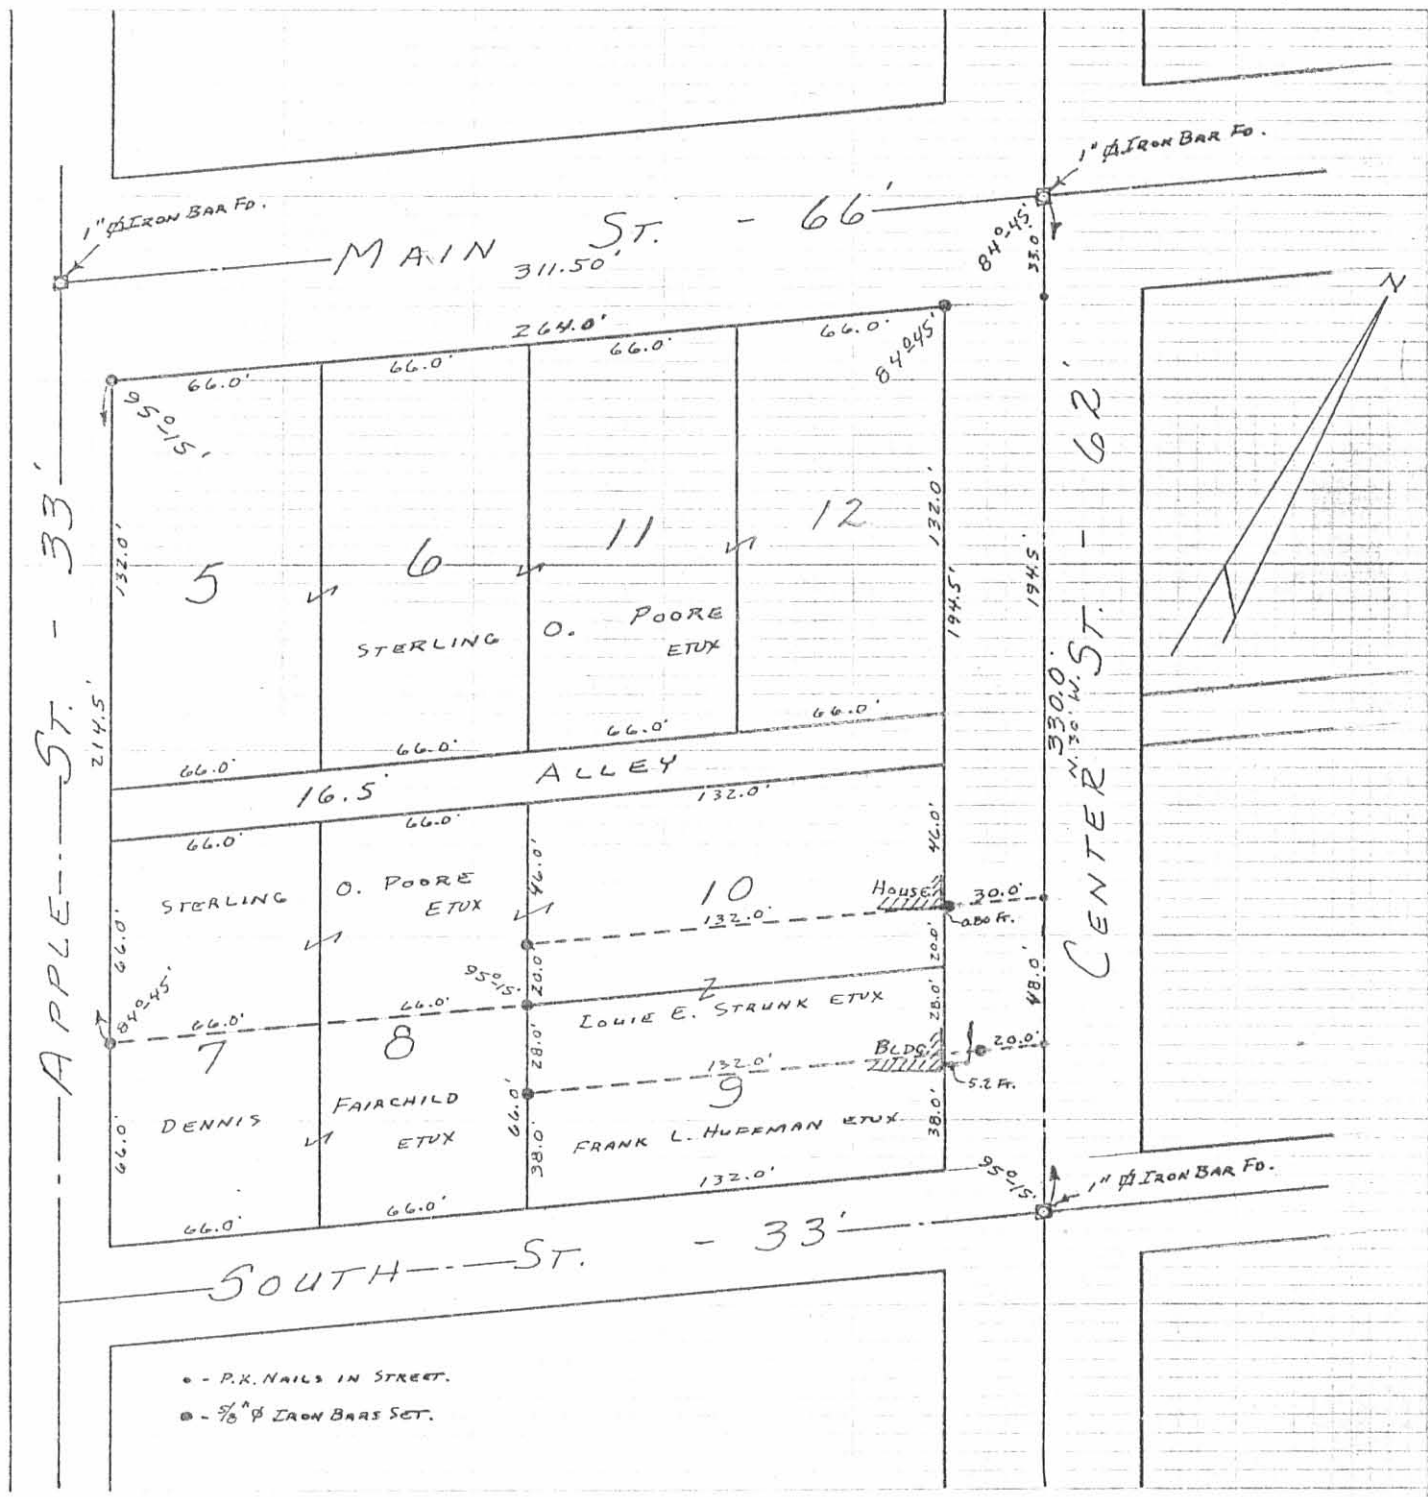 1" Ø IRON BAR FD.
1" Ø IRON BAR FD.
MAIN ST. - 66'
311.50'
84°-45'
33.0'
N
264.0'
66.0'
66.0'
66.0'
66.0'
95°-15'
84°45'
APPLE ST. - 33'
CENTER ST. - 62'
132.0'
5
6
11
12
132.0'
194.5'
194.5'
330.0'
N. 30° W.
STERLING O. POORE
ETUX
214.5'
66.0'
66.0'
66.0'
66.0'
16.5
ALLEY
66.0'
66.0'
132.0'
STERLING O. POORE
ETUX
46.0'
10
46.0'
HOUSE
30.0'
132.0'
66.0'
20.0'
20.0'
48.0'
84°-45'
95°-15'
66.0'
66.0'
7
8
LOUIE E. STRUNK ETUX
28.0'
28.0'
BLDG.
20.0'
132.0'
9
5.2 FT.
DENNIS FAIRCHILD
ETUX
66.0'
66.0'
38.0'
38.0'
FRANK L. HUFFMAN ETUX
132.0'
95°-15'
1" Ø IRON BAR FD.
66.0'
66.0'
SOUTH ST. - 33'
- P.K. NAILS IN STREET.
- 5/8" Ø IRON BARS SET.